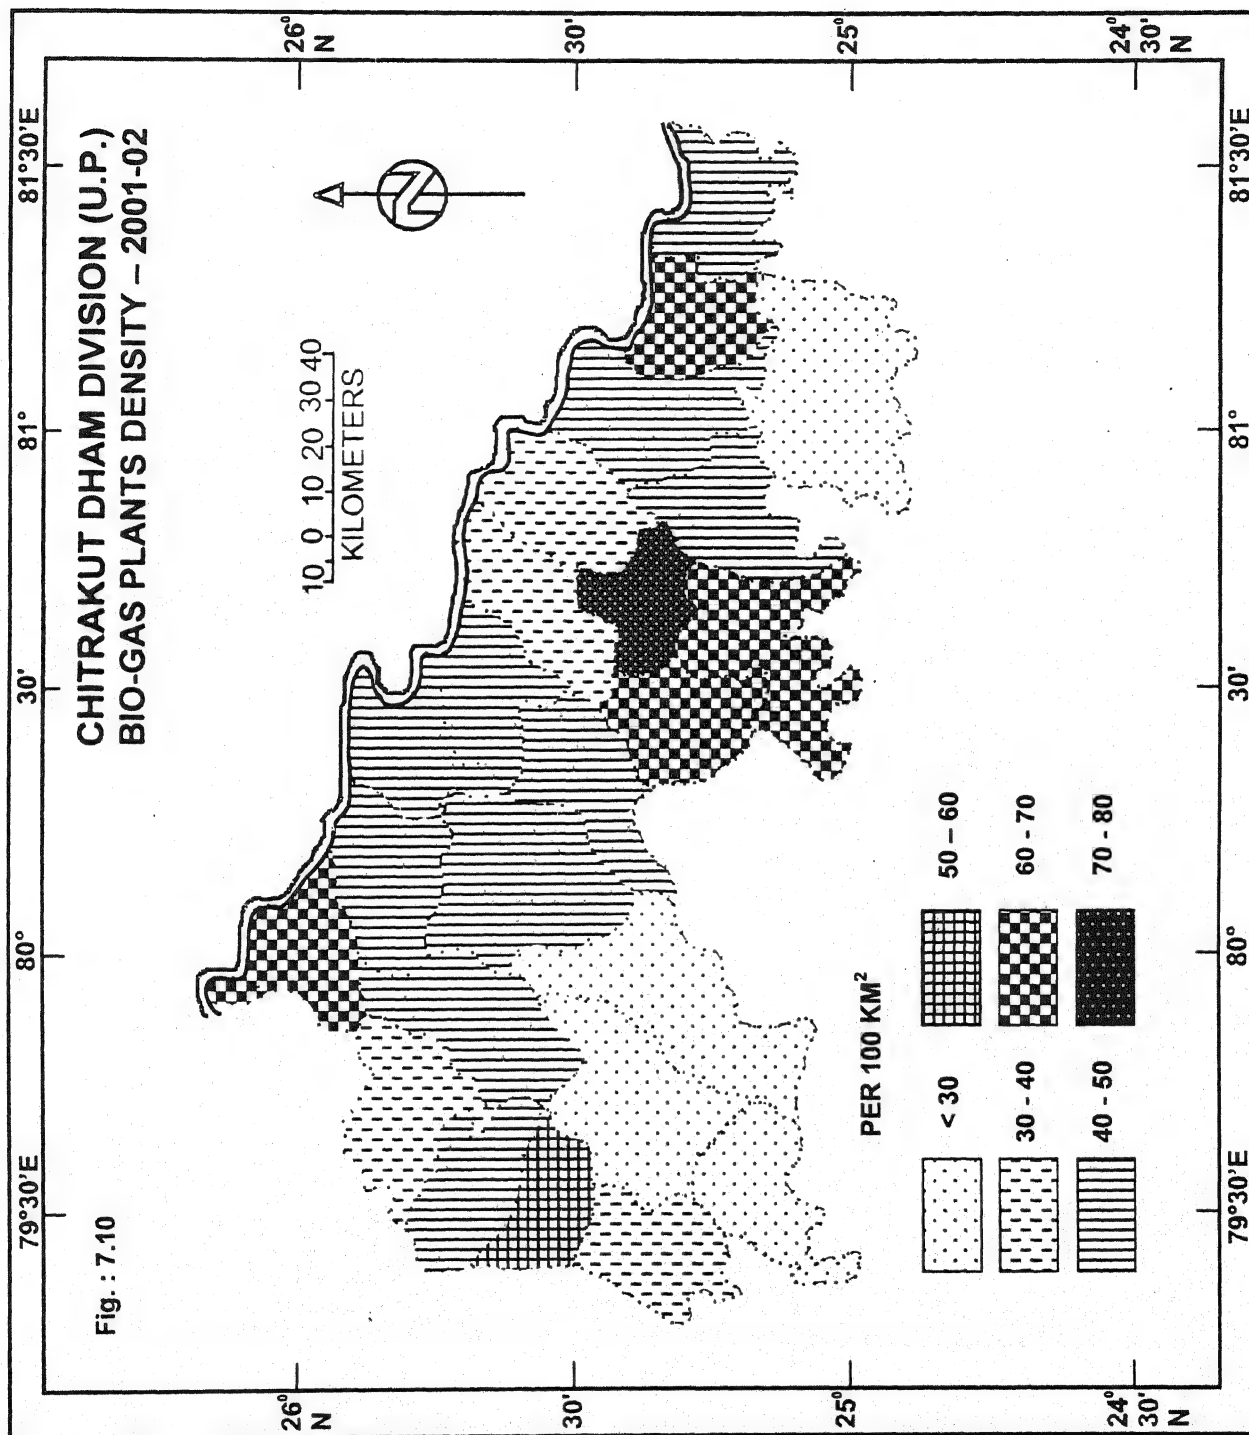 Fig. : 7.10
CHITRAKUT DHAM DIVISION (U.P.)
BIO-GAS PLANTS DENSITY – 2001-02
79°30'E
80°
30'
81°
81°30'E
26°
N
30'
25°
24°
30'
N
26°
N
30'
25°
24°
30'
N
N
10 0 10 20 30 40
KILOMETERS
PER 100 KM²
< 30
30 - 40
40 - 50
50 – 60
60 - 70
70 - 80
79°30'E
80°
30'
81°
81°30'E